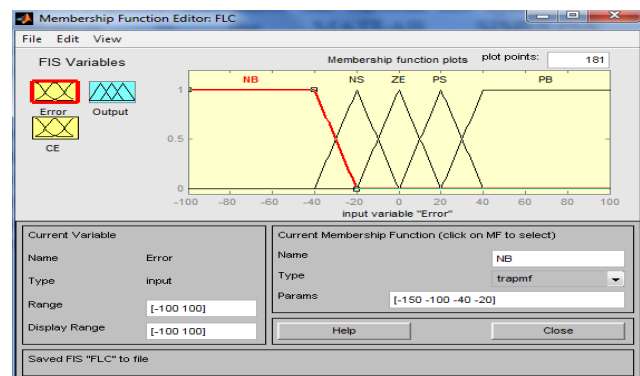 Membership Function Editor: FLC
File Edit View
FIS Variables
Error
Output
CE
Membership function plots
plot points:
181
NB
NS
ZE
PS
PB
1
0.5
0
-100 -80 -60 -40 -20 0 20 40 60 80 100
input variable "Error"
Current Variable
Name Error
Type input
Range [-100 100]
Display Range [-100 100]
Current Membership Function (click on MF to select)
Name NB
Type trapmf
Params [-150 -100 -40 -20]
Help Close
Saved FIS "FLC" to file